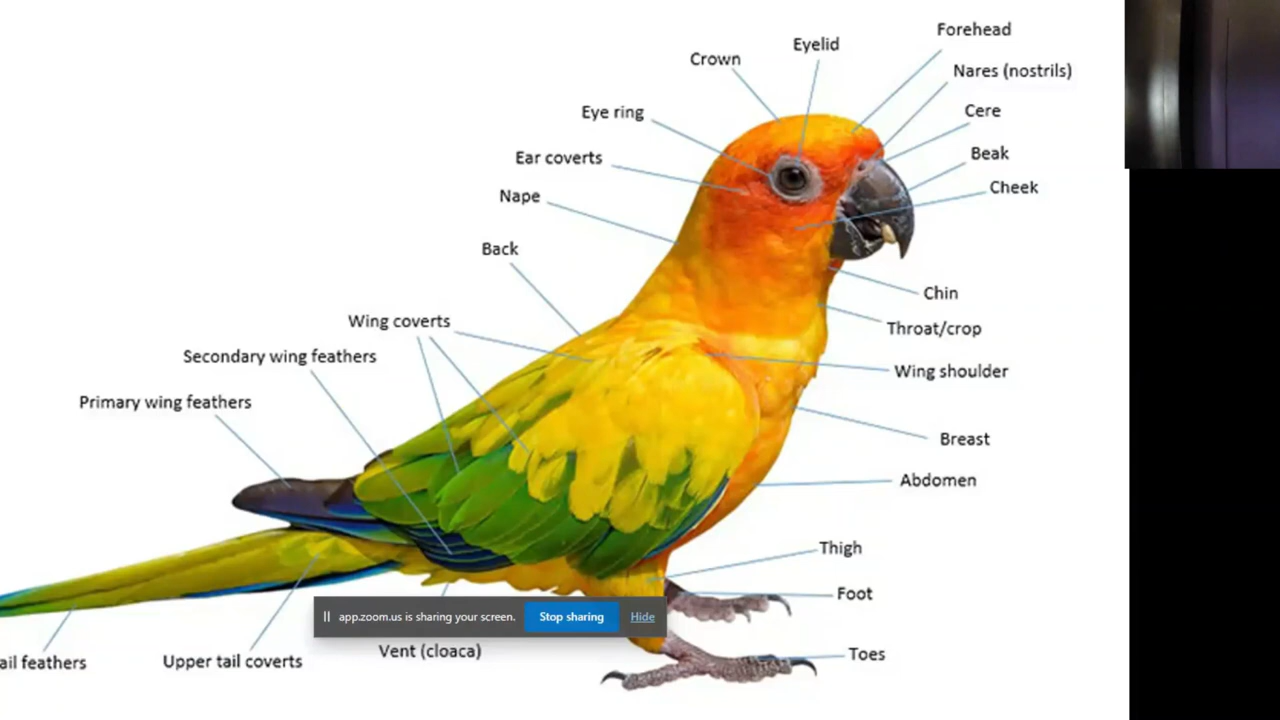 Forehead
Eyelid
Crown
Nares (nostrils)
Eye ring
Cere
Ear coverts
Beak
Cheek
Nape
Back
Chin
Wing coverts
Throat/crop
Secondary wing feathers
Wing shoulder
Primary wing feathers
Breast
Abdomen
Thigh
Foot
app.zoom.us is sharing your screen.
Stop sharing
Hide
Vent (cloaca)
Toes
ail feathers
Upper tail coverts